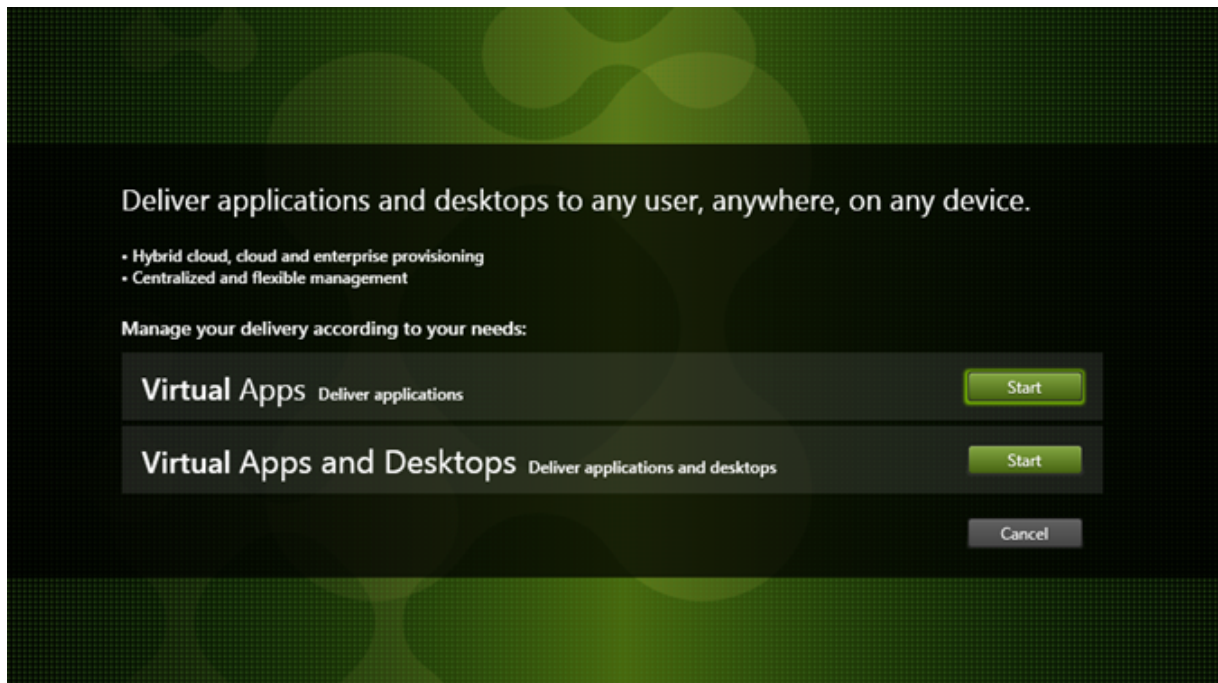 Deliver applications and desktops to any user, anywhere, on any device.
• Hybrid cloud, cloud and enterprise provisioning
• Centralized and flexible management
Manage your delivery according to your needs:
Virtual Apps Deliver applications Start
Virtual Apps and Desktops Deliver applications and desktops Start
Cancel